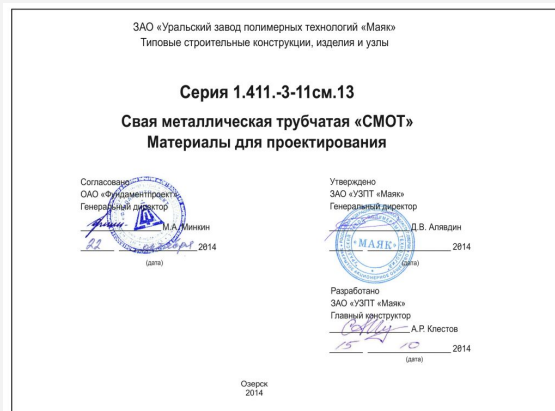 ЗАО «Уральский завод полимерных технологий «Маяк»
Типовые строительные конструкции, изделия и узлы
Серия 1.411.-3-11см.13
Свая металлическая трубчатая «СМОТ»
Материалы для проектирования
Согласовано
ОАО «Фундаментпроект»
Генеральный директор
М.А. Минкин
22 октября 2014
(дата)
Утверждено
ЗАО «УЗПТ «Маяк»
Генеральный директор
Д.В. Алявдин
«МАЯК»
2014
(дата)
Разработано
ЗАО «УЗПТ «Маяк»
Главный конструктор
А.Р. Клестов
15 10 2014
(дата)
Озерск
2014